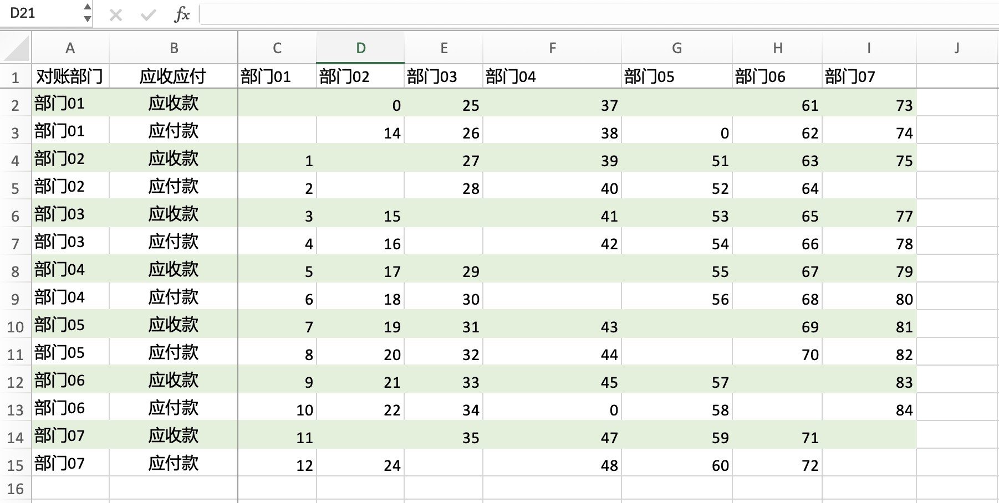 D21 fx
A B C D E F G H I J
1 对账部门 应收应付 部门01 部门02 部门03 部门04 部门05 部门06 部门07
2 部门01 应收款 0 25 37 61 73
3 部门01 应付款 14 26 38 0 62 74
4 部门02 应收款 1 27 39 51 63 75
5 部门02 应付款 2 28 40 52 64
6 部门03 应收款 3 15 41 53 65 77
7 部门03 应付款 4 16 42 54 66 78
8 部门04 应收款 5 17 29 55 67 79
9 部门04 应付款 6 18 30 56 68 80
10 部门05 应收款 7 19 31 43 69 81
11 部门05 应付款 8 20 32 44 70 82
12 部门06 应收款 9 21 33 45 57 83
13 部门06 应付款 10 22 34 0 58 84
14 部门07 应收款 11 35 47 59 71
15 部门07 应付款 12 24 48 60 72
16